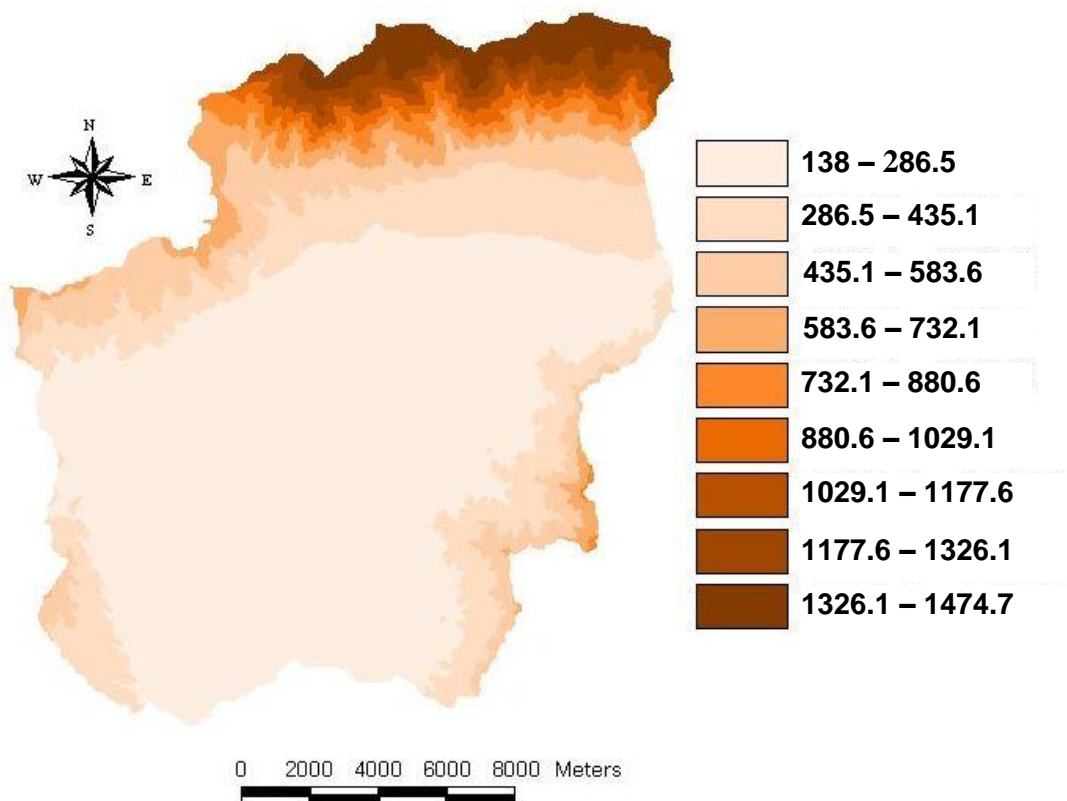 N
W E
S
138 – 286.5
286.5 – 435.1
435.1 – 583.6
583.6 – 732.1
732.1 – 880.6
880.6 – 1029.1
1029.1 – 1177.6
1177.6 – 1326.1
1326.1 – 1474.7
0 2000 4000 6000 8000 Meters